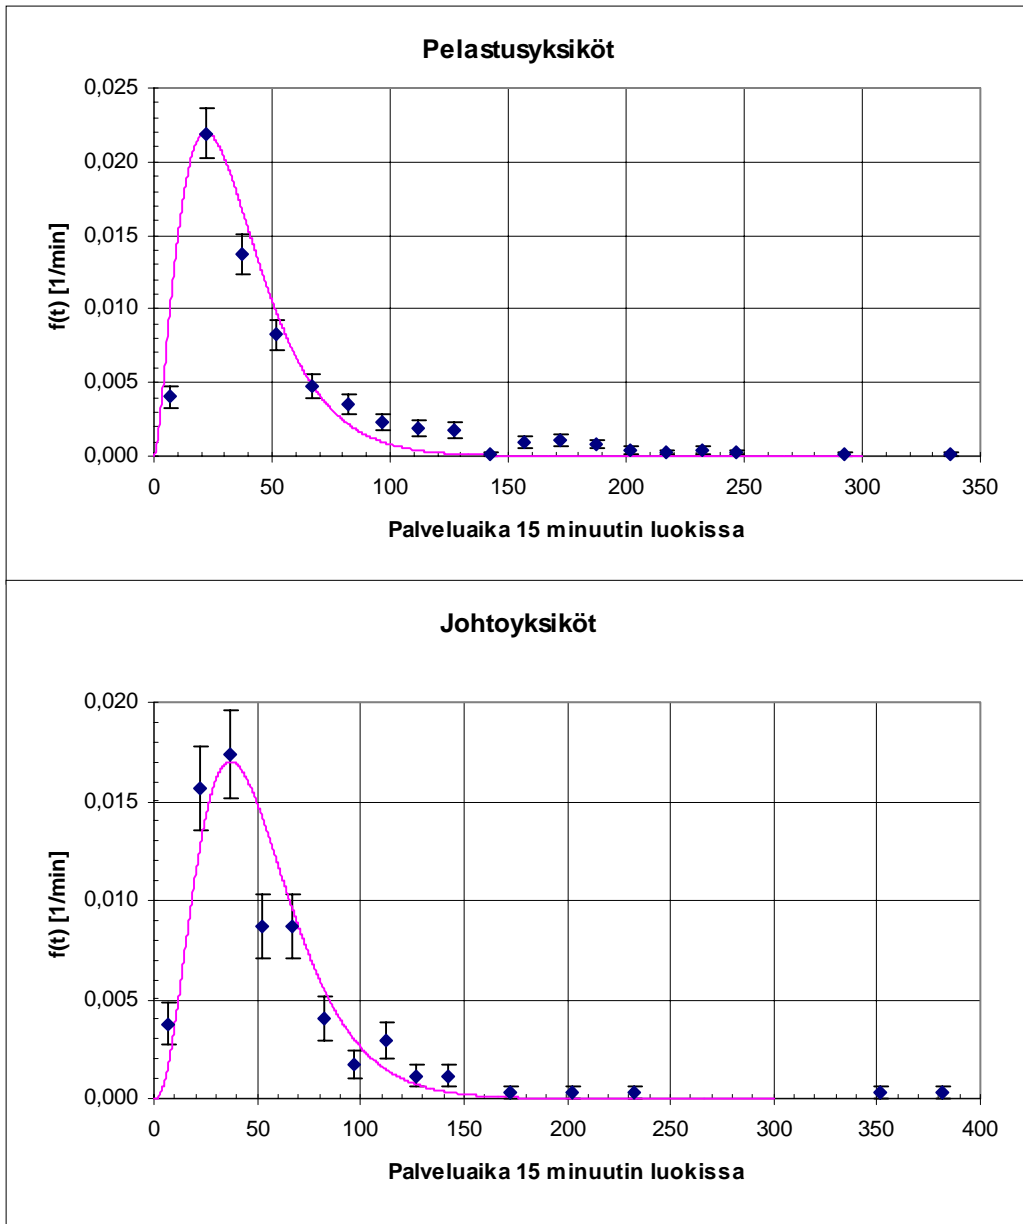 Pelastusyksiköt
0,025
0,020
0,015
0,010
0,005
0,000
f(t) [1/min]
0 50 100 150 200 250 300 350
Palveluaika 15 minuutin luokissa
Johtoyksiköt
0,020
0,015
0,010
0,005
0,000
f(t) [1/min]
0 50 100 150 200 250 300 350 400
Palveluaika 15 minuutin luokissa